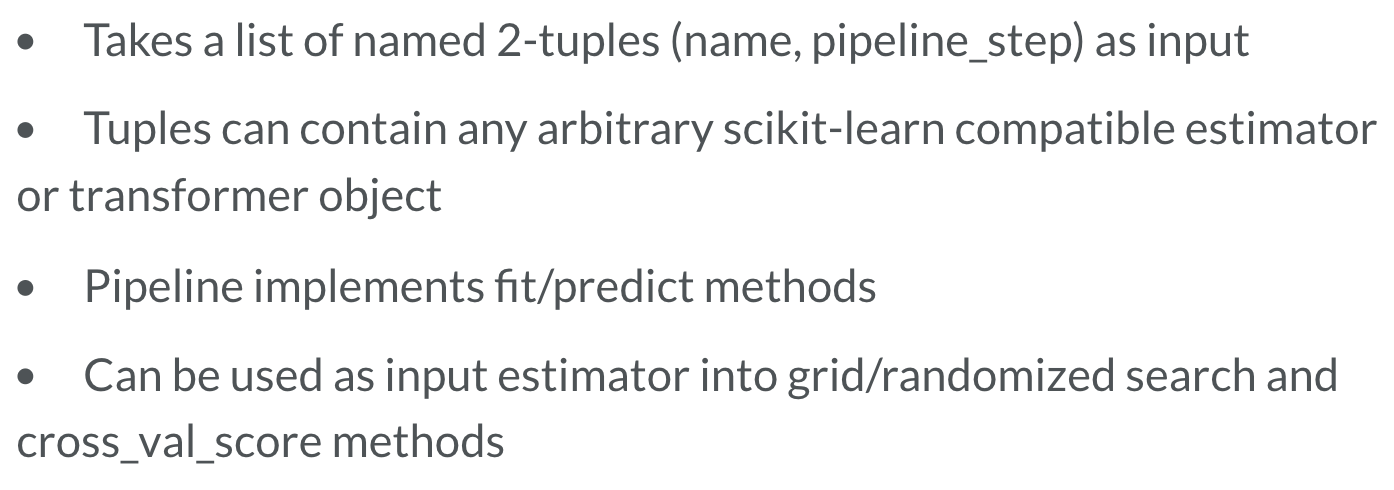 • Takes a list of named 2-tuples (name, pipeline_step) as input
• Tuples can contain any arbitrary scikit-learn compatible estimator
or transformer object
• Pipeline implements fit/predict methods
• Can be used as input estimator into grid/randomized search and
cross_val_score methods